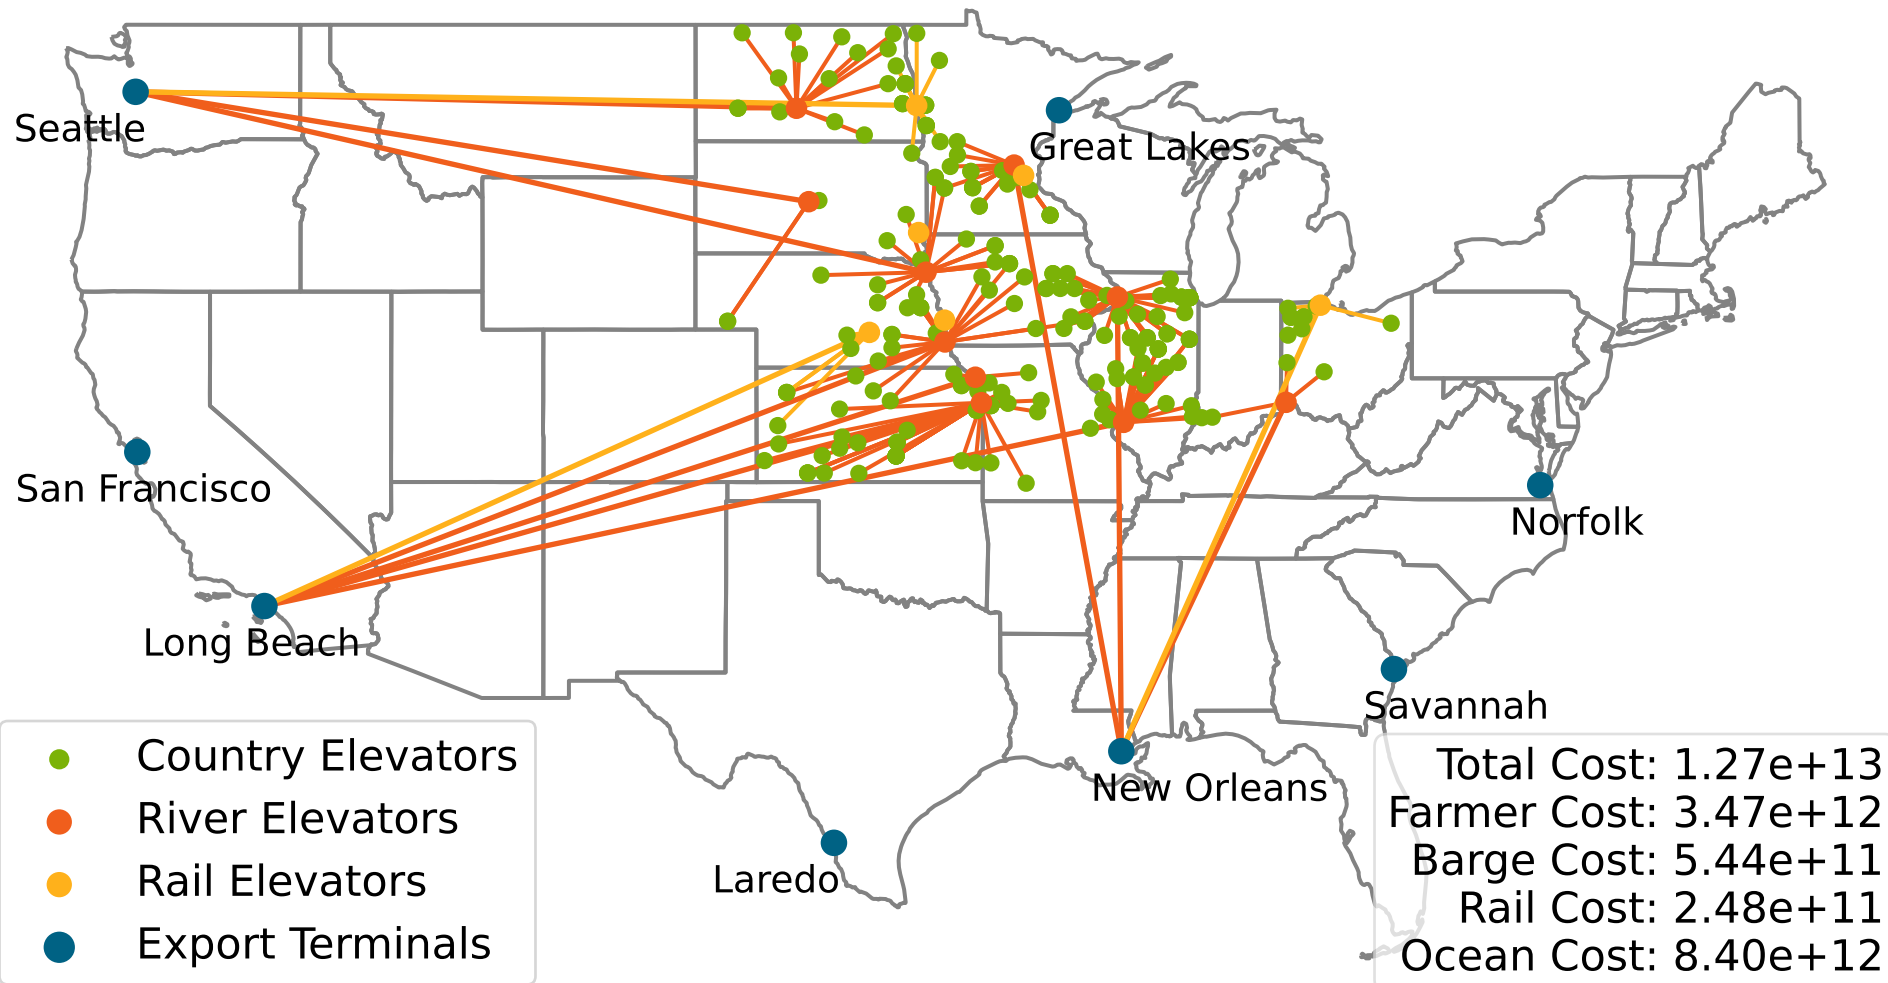 Seattle
Great Lakes
San Francisco
Norfolk
Long Beach
Savannah
New Orleans
Laredo
Country Elevators
River Elevators
Rail Elevators
Export Terminals
Total Cost: 1.27e+13
Farmer Cost: 3.47e+12
Barge Cost: 5.44e+11
Rail Cost: 2.48e+11
Ocean Cost: 8.40e+12